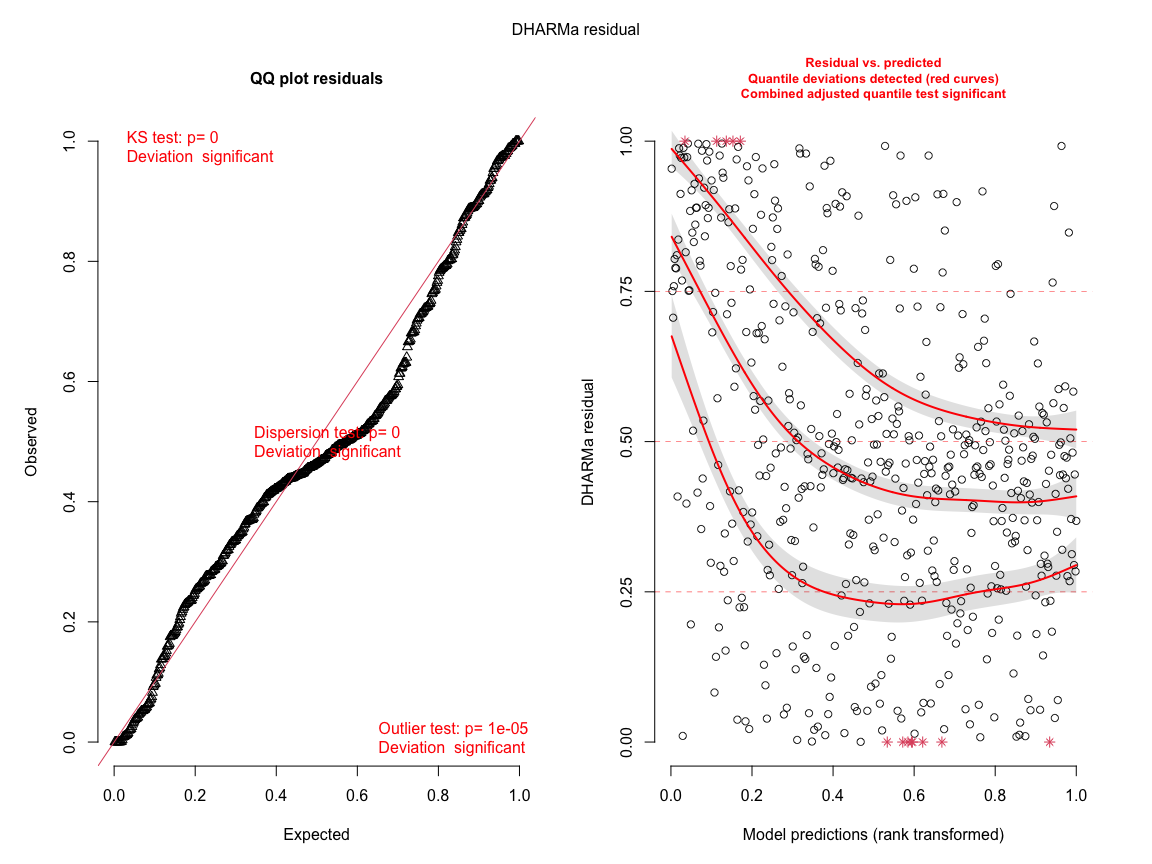 DHARMa residual
QQ plot residuals
KS test: p= 0
Deviation  significant
Dispersion test: p= 0
Deviation  significant
Outlier test: p= 1e-05
Deviation  significant
Observed
0.0
0.2
0.4
0.6
0.8
1.0
0.0
0.2
0.4
0.6
0.8
1.0
Expected
Residual vs. predicted
Quantile deviations detected (red curves)
Combined adjusted quantile test significant
DHARMa residual
0.00
0.25
0.50
0.75
1.00
0.0
0.2
0.4
0.6
0.8
1.0
Model predictions (rank transformed)